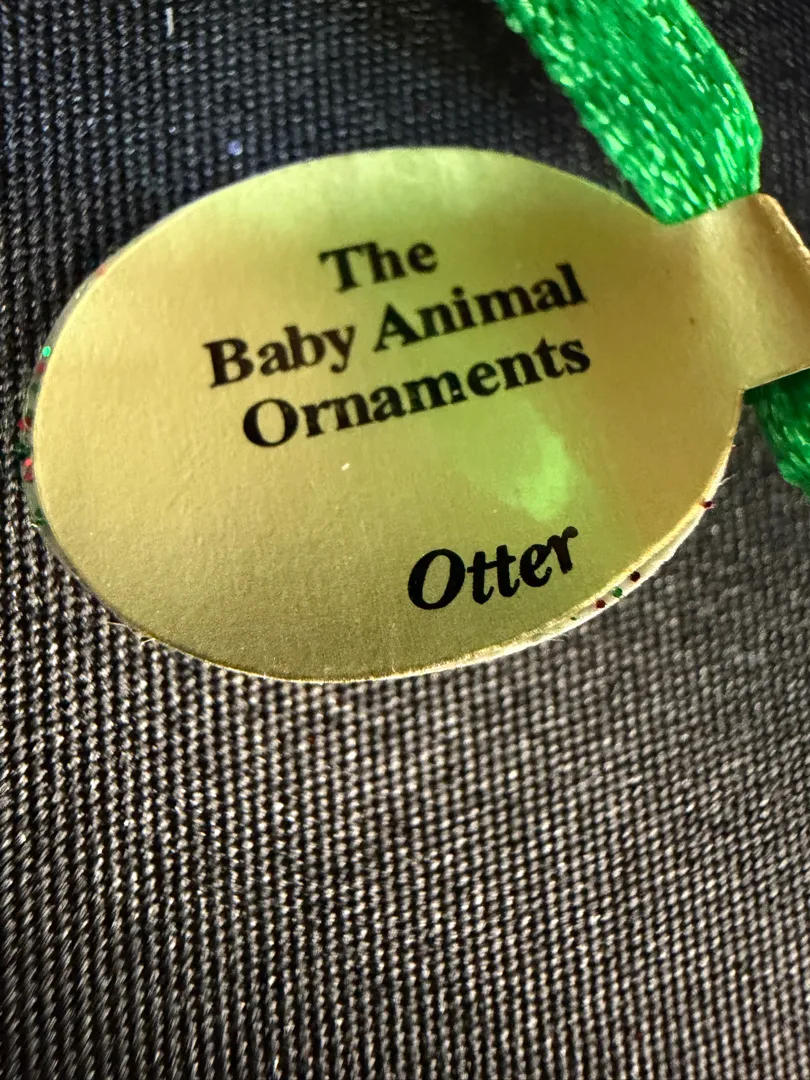 The
Baby Animal
Ornaments
Otter